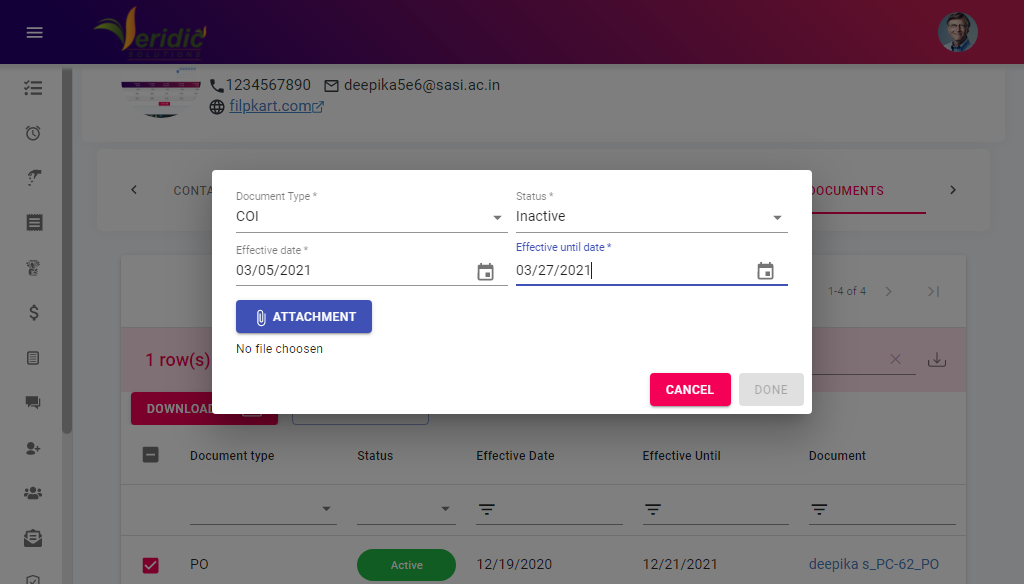 eridic
SOLUTIONS
1234567890 deepika5e6@sasi.ac.in
filpkart.com
CONTA
DOCUMENTS
Document Type *
Status *
COI
Inactive
Effective date *
Effective until date *
03/05/2021
03/27/2021
1-4 of 4
ATTACHMENT
No file choosen
1 row(s)
CANCEL
DONE
DOWNLOAD
Document type Status Effective Date Effective Until Document
PO Active 12/19/2020 12/21/2021 deepika s_PC-62_PO